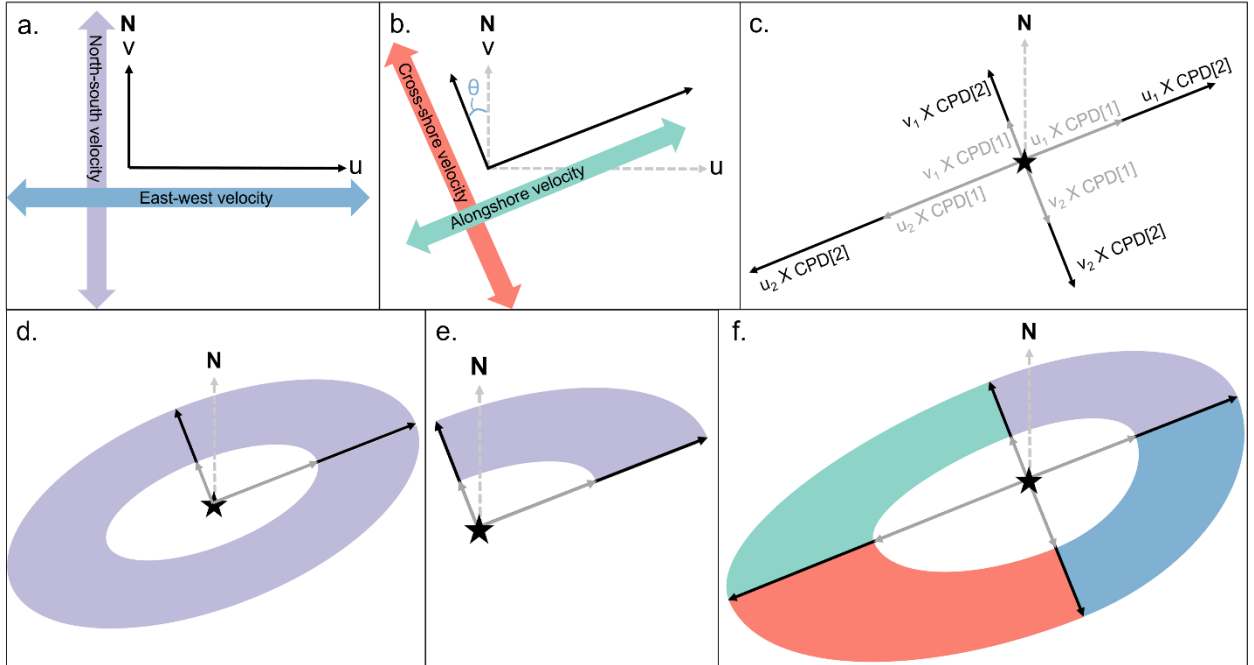 a.
N
v
North-south velocity
u
East-west velocity
b.
N
v
θ
Cross-shore velocity
Alongshore velocity
u
c.
N
v₁ X CPD[2]
u₁ X CPD[2]
v₁ X CPD[1]
u₁ X CPD[1]
u₂ X CPD[1]
v₂ X CPD[1]
u₂ X CPD[2]
v₂ X CPD[2]
d.
N
e.
N
f.
N